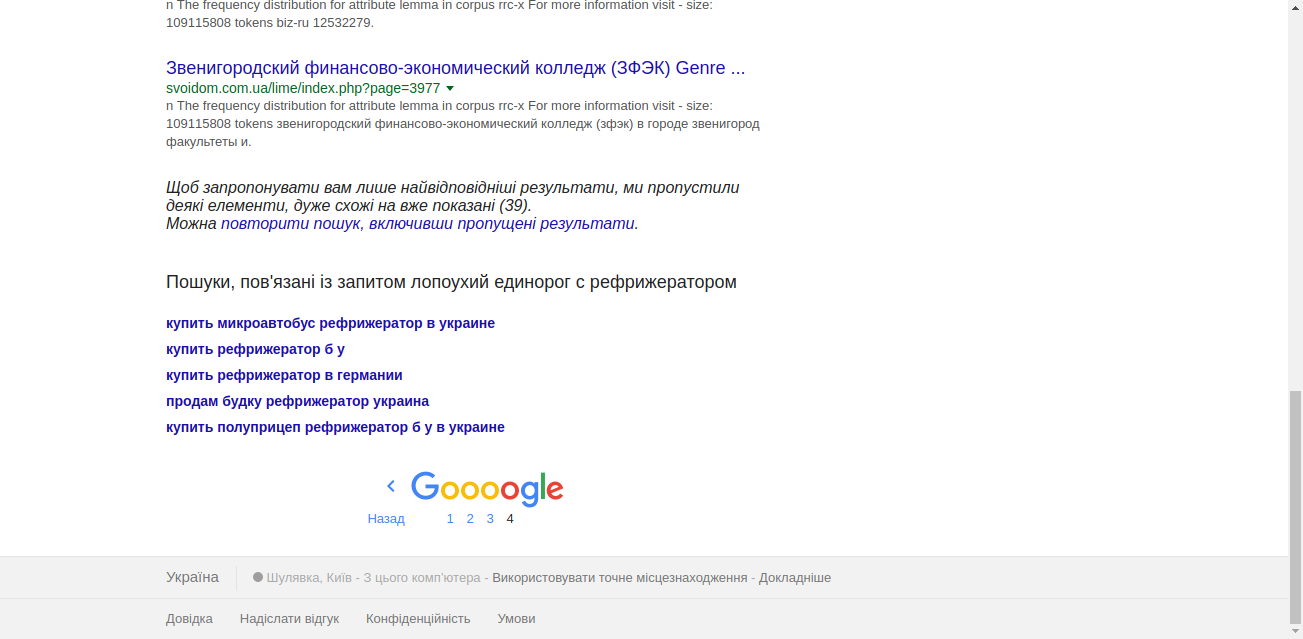 n The frequency distribution for attribute lemma in corpus rrc-x For more information visit - size:
109115808 tokens biz-ru 12532279.
Звенигородский финансово-экономический колледж (ЗФЭК) Genre ...
svoidom.com.ua/lime/index.php?page=3977
n The frequency distribution for attribute lemma in corpus rrc-x For more information visit - size:
109115808 tokens звенигородский финансово-экономический колледж (зфэк) в городе звенигород
факультеты и.
Щоб запропонувати вам лише найвідповідніші результати, ми пропустили
деякі елементи, дуже схожі на вже показані (39).
Можна повторити пошук, включивши пропущені результати.
Пошуки, пов'язані із запитом лопоухий единорог с рефрижератором
купить микроавтобус рефрижератор в украине
купить рефрижератор б у
купить рефрижератор в германии
продам будку рефрижератор украина
купить полуприцеп рефрижератор б у в украине
Goooogle
Назад 1 2 3 4
Україна Шулявка, Київ - З цього комп'ютера - Використовувати точне місцезнаходження - Докладніше
Довідка Надіслати відгук Конфіденційність Умови